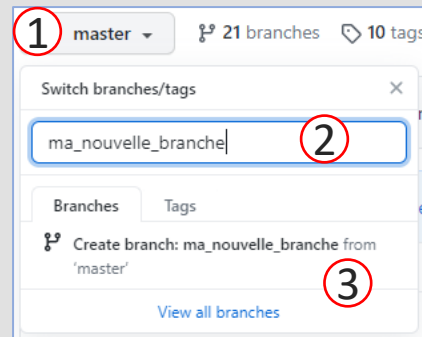 1 master 21 branches 10 tags
Switch branches/tags
ma_nouvelle_branche 2
Branches Tags
Create branch: ma_nouvelle_branche from
'master'
3
View all branches